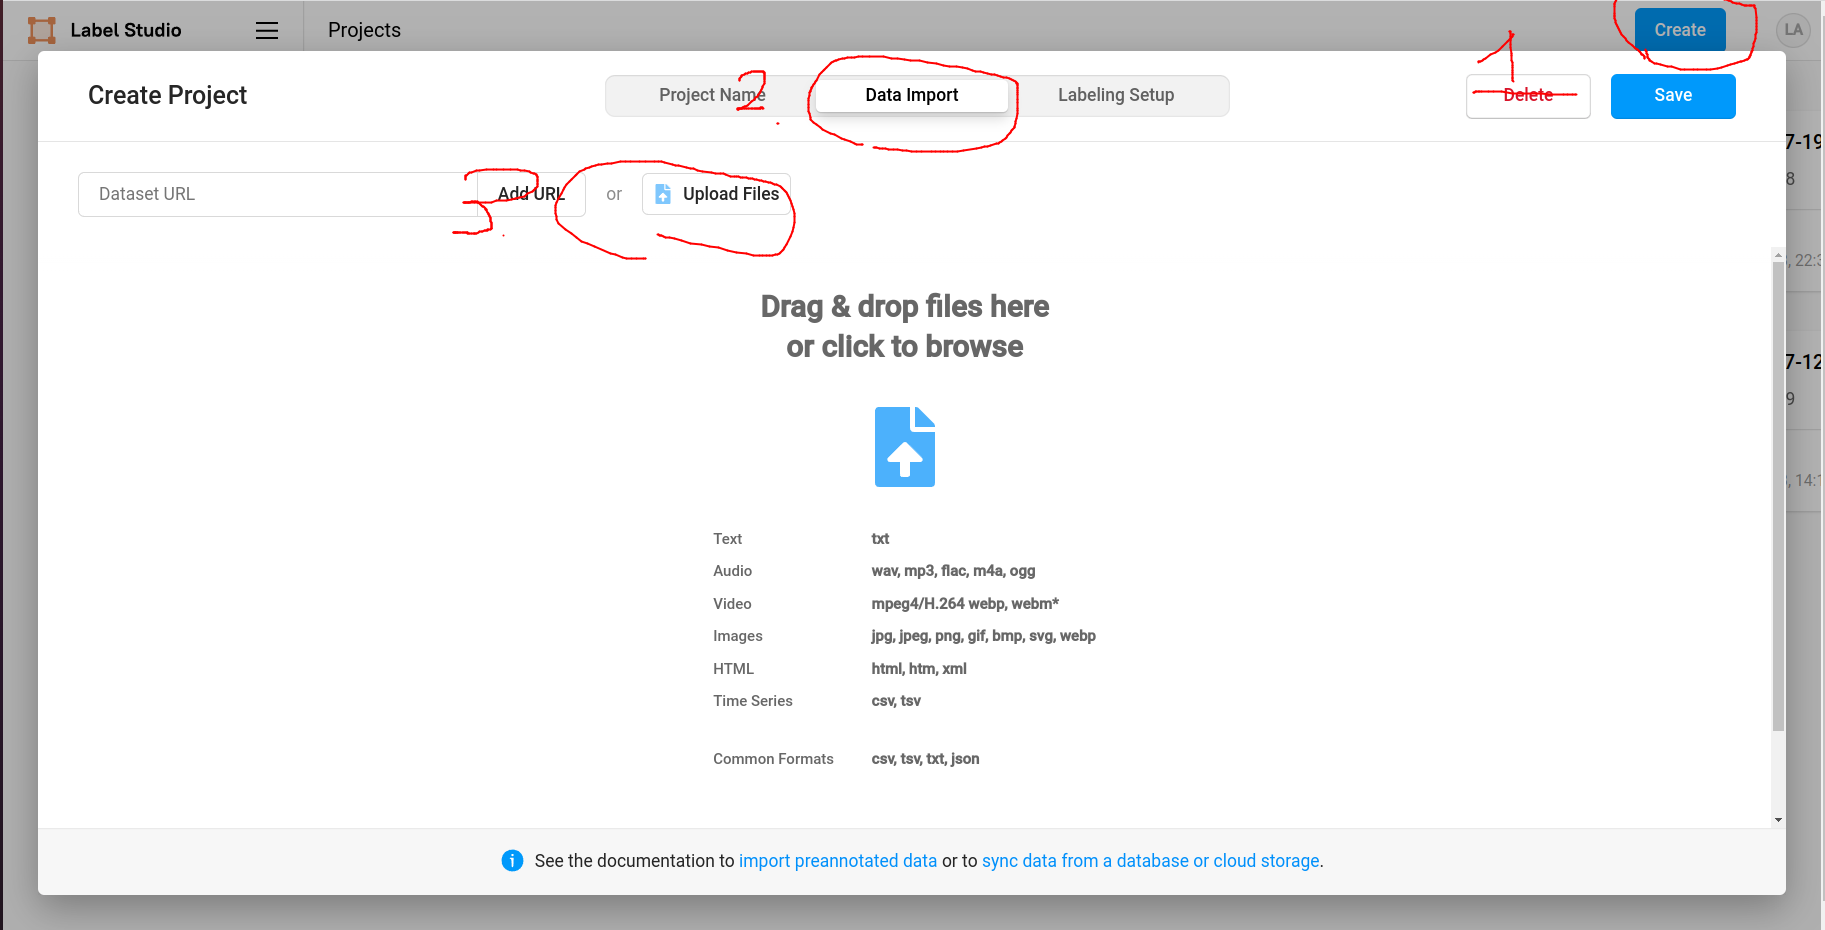 Label Studio Projects Create LA
1
Create Project Project Name 2. Data Import Labeling Setup Delete Save
Dataset URL 3. Add URL or Upload Files
7-19
8
Drag & drop files here
or click to browse
, 22:3
7-12
9
, 14:1
Text txt
Audio wav, mp3, flac, m4a, ogg
Video mpeg4/H.264 webp, webm*
Images jpg, jpeg, png, gif, bmp, svg, webp
HTML html, htm, xml
Time Series csv, tsv
Common Formats csv, tsv, txt, json
See the documentation to import preannotated data or to sync data from a database or cloud storage.